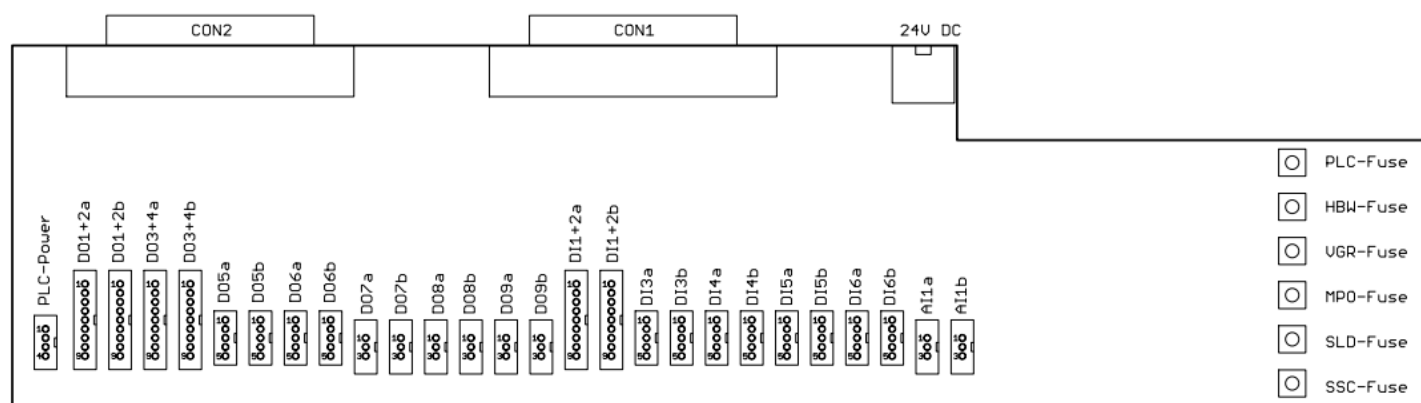 CON2
CON1
24V DC
PLC-Fuse
HBW-Fuse
VGR-Fuse
MPO-Fuse
SLD-Fuse
SSC-Fuse
PLC-Power
DO1+2a
DO1+2b
DO3+4a
DO3+4b
DO5a
DO5b
DO6a
DO6b
DO7a
DO7b
DO8a
DO8b
DO9a
DO9b
DI1+2a
DI1+2b
DI3a
DI3b
DI4a
DI4b
DI5a
DI5b
DI6a
DI6b
AI1a
AI1b